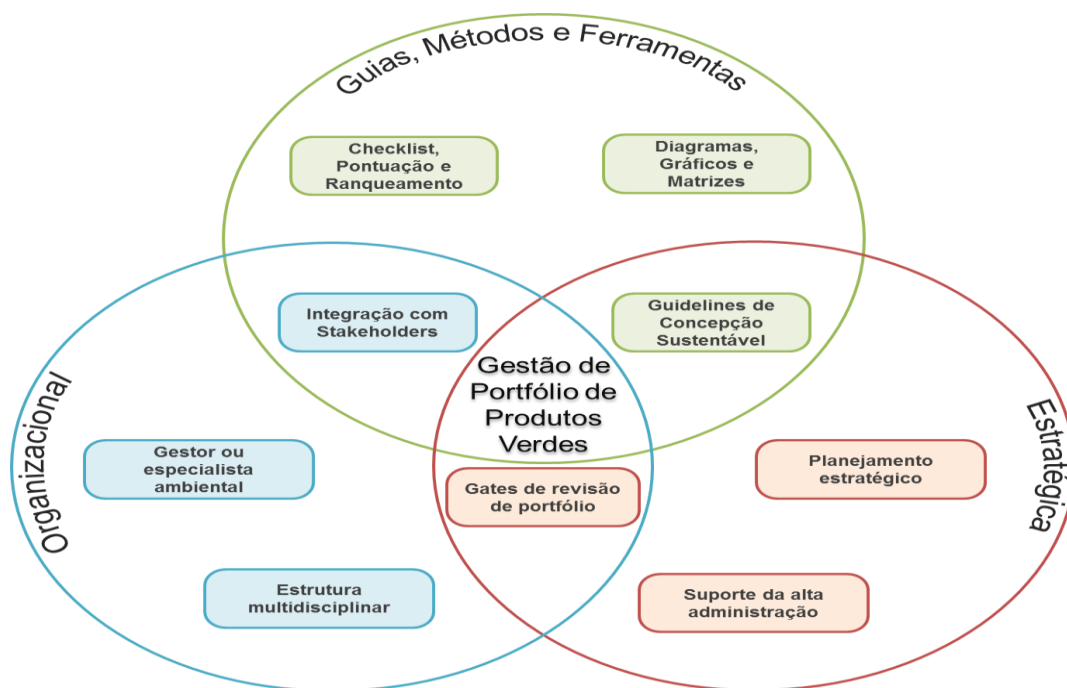 Guias, Métodos e Ferramentas
Checklist,
Pontuação e
Ranqueamento
Diagramas,
Gráficos e
Matrizes
Integração com
Stakeholders
Guidelines de
Concepção
Sustentável
Gestão de
Portfólio de
Produtos
Verdes
Organizacional
Estratégica
Gestor ou
especialista
ambiental
Gates de revisão
de portfólio
Planejamento
estratégico
Estrutura
multidisciplinar
Suporte da alta
administração